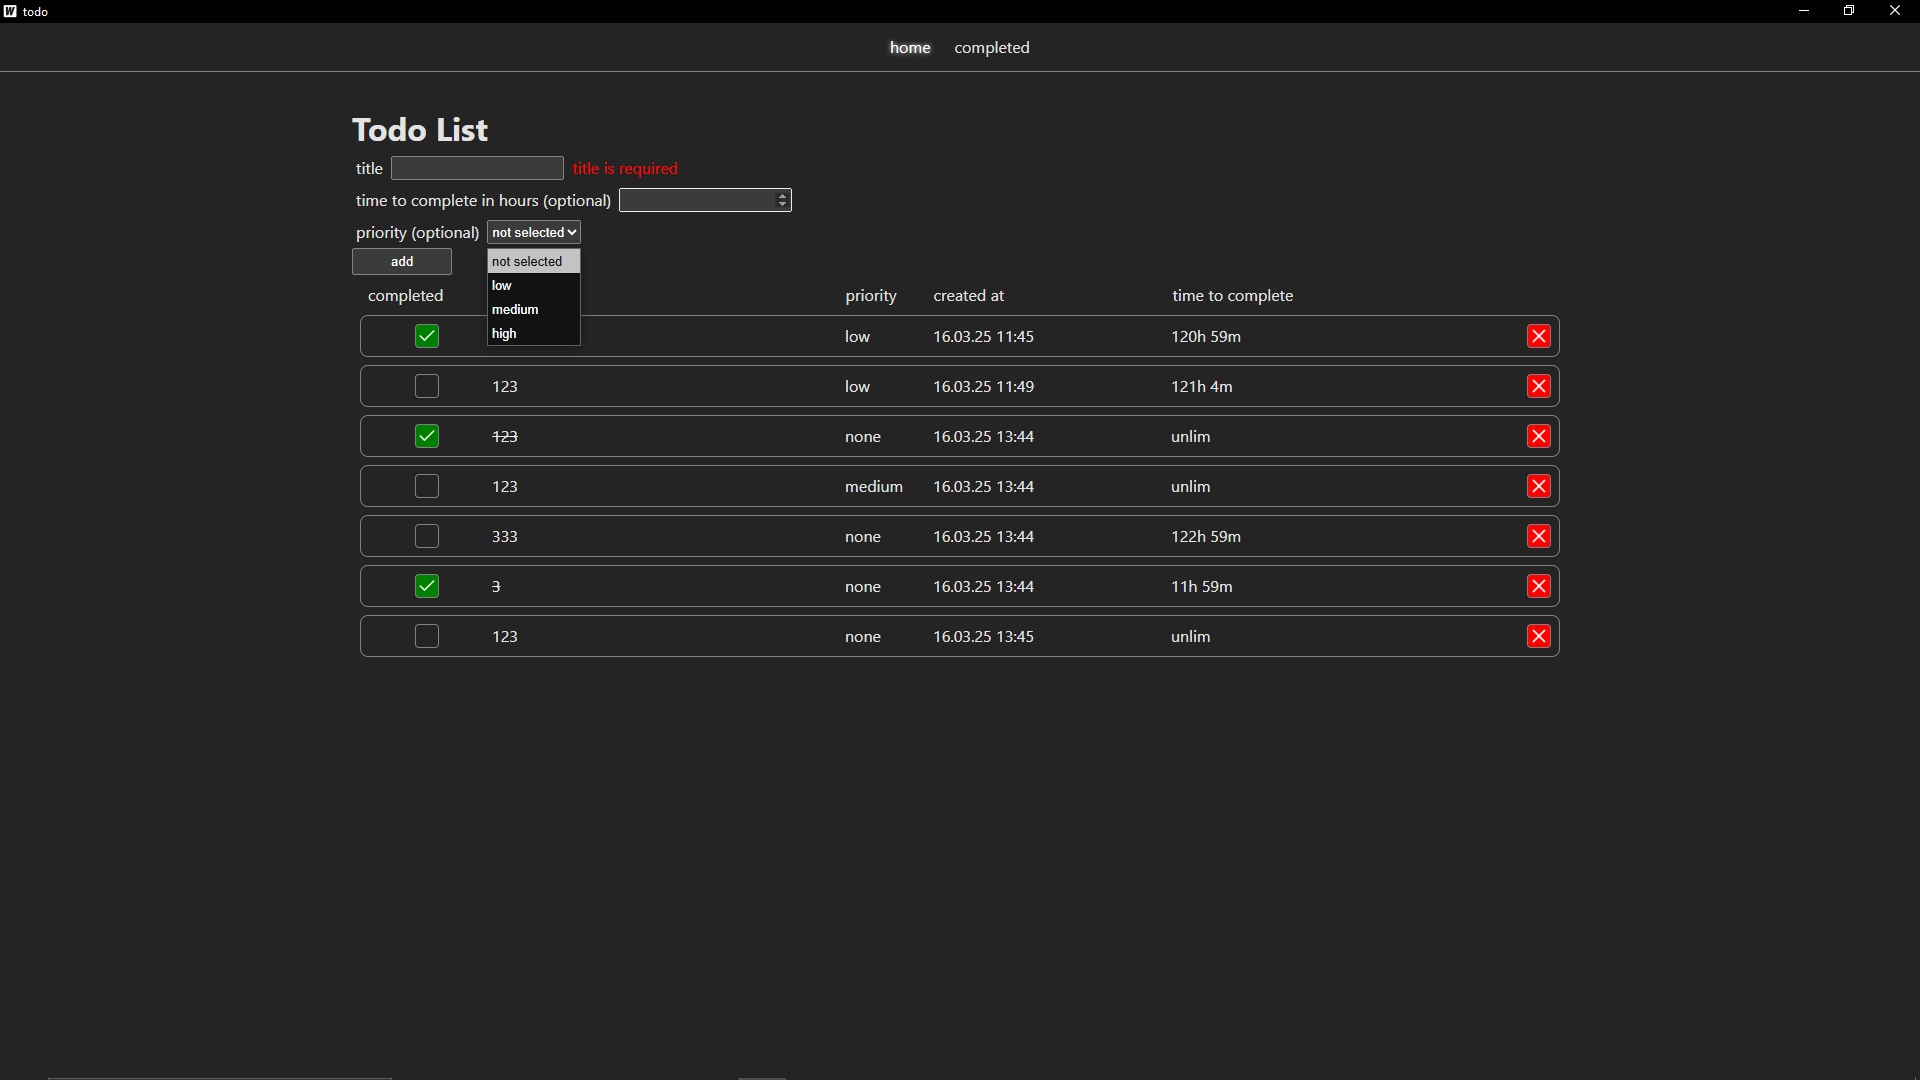 todo
home completed
Todo List
title title is required
time to complete in hours (optional)
priority (optional) not selected
add not selected
low
completed priority created at time to complete
medium
high
low 16.03.25 11:45 120h 59m
123 low 16.03.25 11:49 121h 4m
123 none 16.03.25 13:44 unlim
123 medium 16.03.25 13:44 unlim
333 none 16.03.25 13:44 122h 59m
3 none 16.03.25 13:44 11h 59m
123 none 16.03.25 13:45 unlim